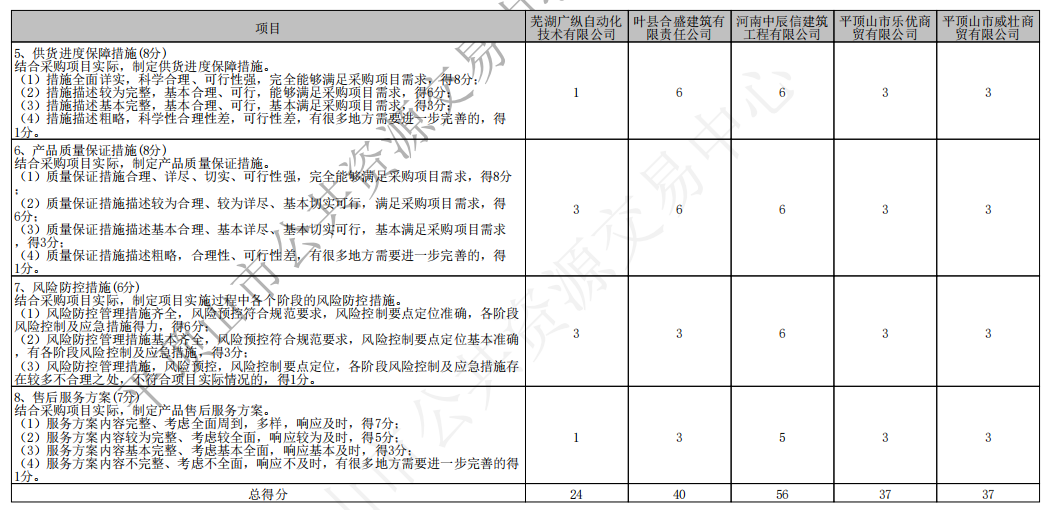 项目
芜湖广纵自动化
技术有限公司
叶县合盛建筑有
限责任公司
河南中辰信建筑
工程有限公司
平顶山市乐优商
贸有限公司
平顶山市威壮商
贸有限公司
5、供货进度保障措施(8分)
结合采购项目实际，制定供货进度保障措施。
（1）措施全面详实，科学合理、可行性强，完全能够满足采购项目需求，得8分；
（2）措施描述较为完整，基本合理、可行，能够满足采购项目需求，得6分；
（3）措施描述基本完整，基本合理、可行，基本满足采购项目需求，得3分；
（4）措施描述粗略，科学性合理性差，可行性差，有很多地方需要进一步完善的，得
1分。
1
6
6
3
3
6、产品质量保证措施(8分)
结合采购项目实际，制定产品质量保证措施。
（1）质量保证措施合理、详尽、切实、可行性强，完全能够满足采购项目需求，得8分
；
（2）质量保证措施描述较为合理、较为详尽、基本切实可行，满足采购项目需求，得
6分；
（3）质量保证措施描述基本合理、基本详尽、基本切实可行，基本满足采购项目需求
，得3分；
（4）质量保证措施描述粗略，合理性、可行性差，有很多地方需要进一步完善的，得
1分。
3
6
6
3
3
7、风险防控措施(6分)
结合采购项目实际，制定项目实施过程中各个阶段的风险防控措施。
（1）风险防控管理措施齐全，风险预控符合规范要求，风险控制要点定位准确，各阶段
风险控制及应急措施得力，得6分；
（2）风险防控管理措施基本齐全，风险预控符合规范要求，风险控制要点定位基本准确
，有各阶段风险控制及应急措施，得3分；
（3）风险防控管理措施，风险预控，风险控制要点定位，各阶段风险控制及应急措施存
在较多不合理之处，不符合项目实际情况的，得1分。
3
3
6
3
3
8、售后服务方案(7分)
结合采购项目实际，制定产品售后服务方案。
（1）服务方案内容完整、考虑全面周到，多样，响应及时，得7分；
（2）服务方案内容较为完整、考虑较全面，响应较为及时，得5分；
（3）服务方案内容基本完整、考虑基本全面，响应基本及时，得3分；
（4）服务方案内容不完整、考虑不全面，响应不及时，有很多地方需要进一步完善的得
1分。
1
3
5
3
3
总得分
24
40
56
37
37
平顶山市公共资源交易中
公共资源交易中心